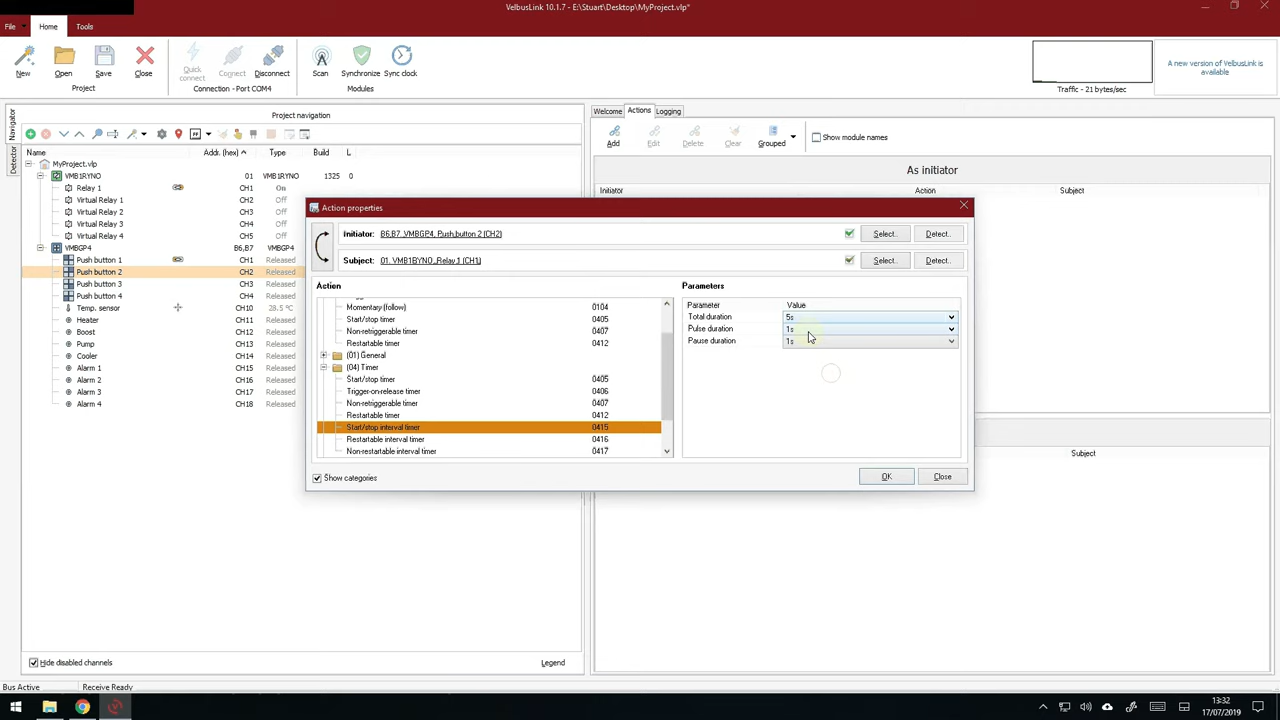 VelbusLink 10.1.7 - E:\Stuart\Desktop\MyProject.vlp*
File Home Tools
New Open Save Close Quick connect Connect Disconnect Scan Synchronize Sync clock
Project Connection - Port COM4 Modules
Traffic - 21 bytes/sec
A new version of VelbusLink is available
Navigator
Detector
Project navigation
Name Addr. (hex) Type Build L
MyProject.vlp
VMB1RYNO 01 VMB1RYNO 1325 0
Relay 1 CH1 On
Virtual Relay 1 CH2 Off
Virtual Relay 2 CH3 Off
Virtual Relay 3 CH4 Off
Virtual Relay 4 CH5 Off
VMBGP4 B6,B7 VMBGP4
Push button 1 CH1 Released
Push button 2 CH2 Released
Push button 3 CH3 Released
Push button 4 CH4 Released
Temp. sensor CH10 28.5 °C
Heater CH11 Released
Boost CH12 Released
Pump CH13 Released
Cooler CH14 Released
Alarm 1 CH15 Released
Alarm 2 CH16 Released
Alarm 3 CH17 Released
Alarm 4 CH18 Released
Hide disabled channels Legend
Welcome Actions Logging
Add Edit Delete Clear Grouped Show module names
As initiator
Initiator Action Subject
Subject
Action properties
Initiator: B6,B7. VMBGP4, Push button 2 (CH2) Select.. Detect..
Subject: 01. VMB1RYNO, Relay 1 (CH1) Select.. Detect..
Action
Momentary (follow) 0104
Start/stop timer 0405
Non-retriggerable timer 0407
Restartable timer 0412
(01) General
(04) Timer
Start/stop timer 0405
Trigger-on-release timer 0406
Non-retriggerable timer 0407
Restartable timer 0412
Start/stop interval timer 0415
Restartable interval timer 0416
Non-restartable interval timer 0417
Parameters
Parameter Value
Total duration 5s
Pulse duration 1s
Pause duration 1s
Show categories OK Close
Bus Active Receive Ready
13:32
17/07/2019